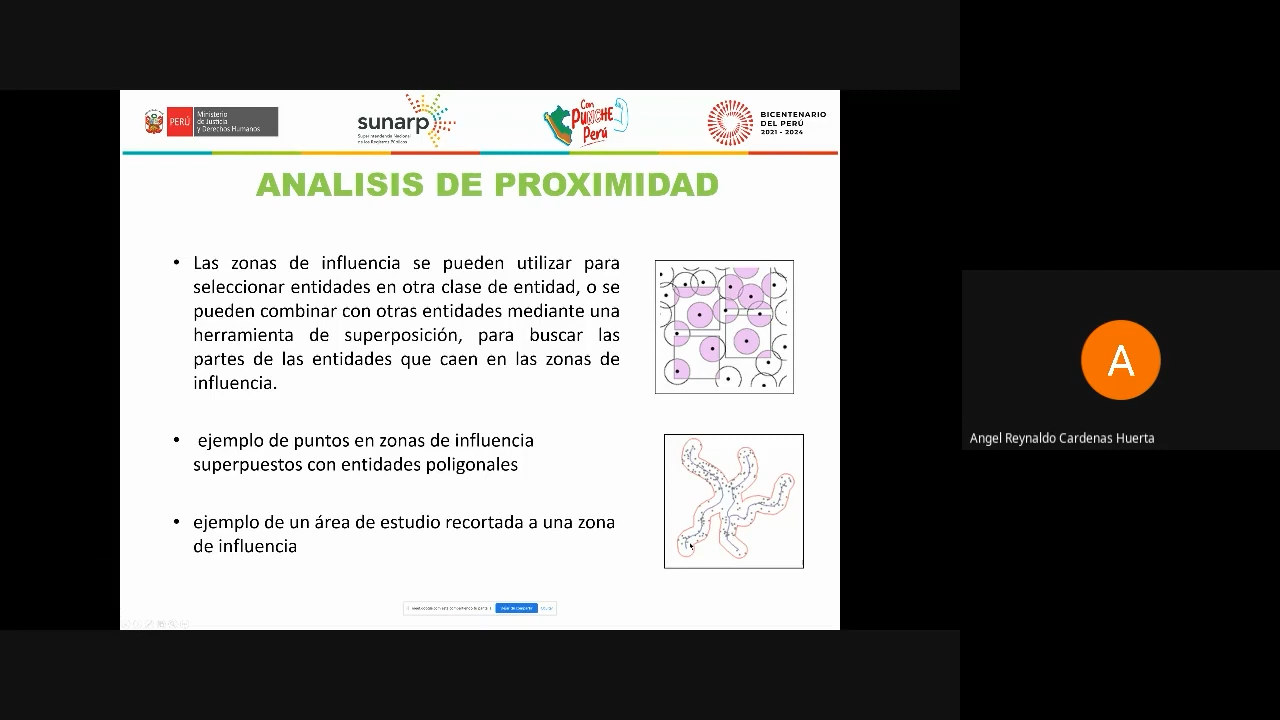 PERÚ
Ministerio
de Justicia
y Derechos Humanos
sunarp
Superintendencia Nacional
de los Registros Públicos
Con
PUNCHE
Perú
BICENTENARIO
DEL PERÚ
2021 - 2024
ANALISIS DE PROXIMIDAD
• Las zonas de influencia se pueden utilizar para
seleccionar entidades en otra clase de entidad, o se
pueden combinar con otras entidades mediante una
herramienta de superposición, para buscar las
partes de las entidades que caen en las zonas de
influencia.
• ejemplo de puntos en zonas de influencia
superpuestos con entidades poligonales
• ejemplo de un área de estudio recortada a una zona
de influencia
A
Angel Reynaldo Cardenas Huerta